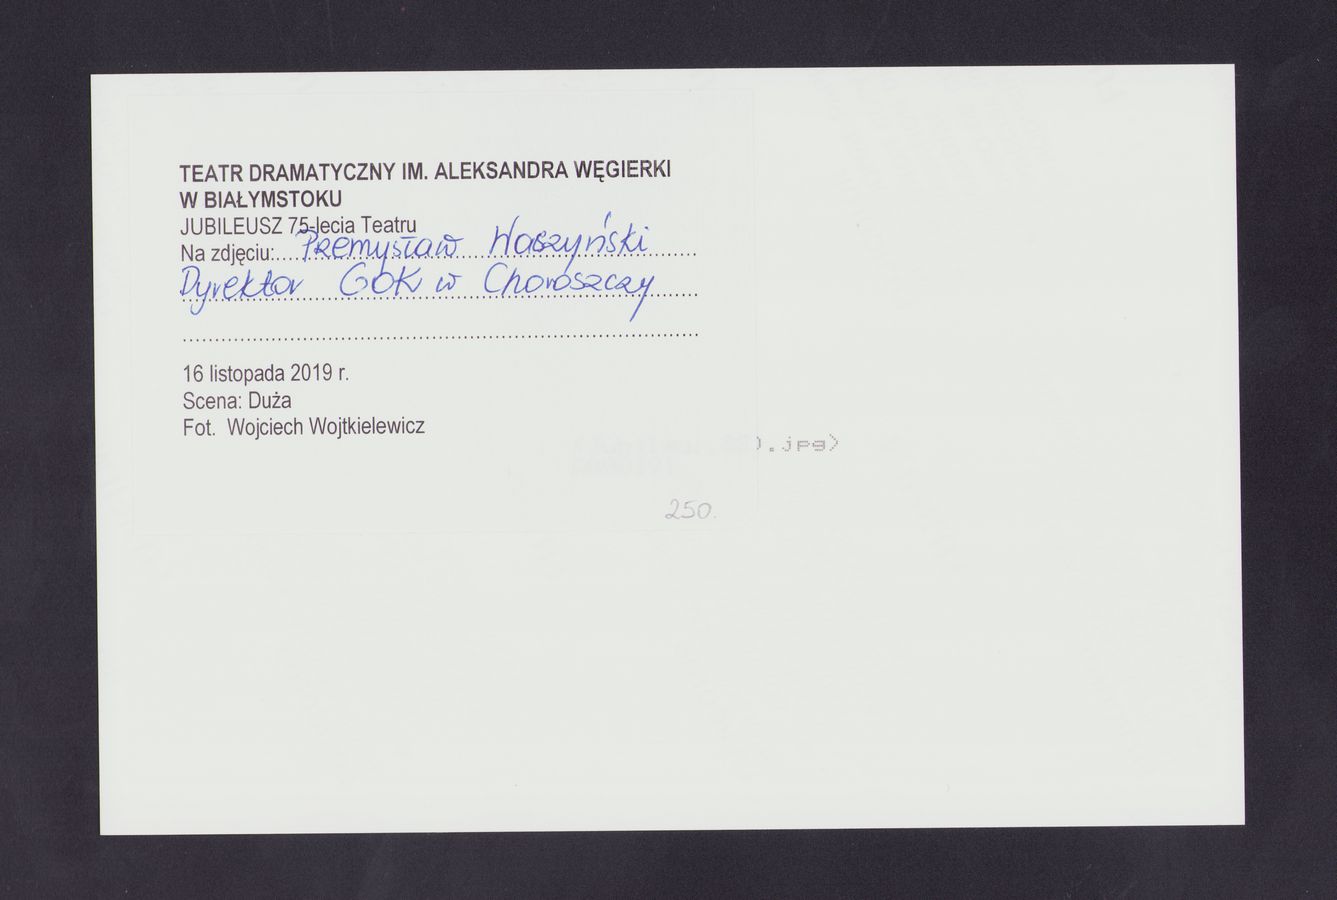 TEATR DRAMATYCZNY IM. ALEKSANDRA WĘGIERKI
W BIAŁYMSTOKU
JUBILEUSZ 75-lecia Teatru
Na zdjęciu: Przemysław Waszyński
Dyrektor GOK w Choroszczy
16 listopada 2019 r.
Scena: Duża
Fot. Wojciech Wojtkielewicz
).jpg)
250.